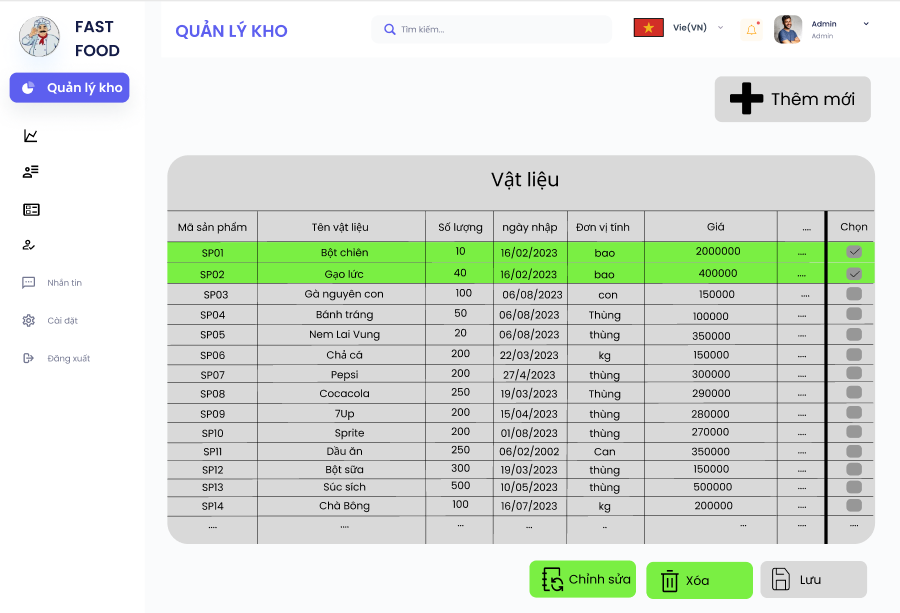 FAST
FOOD
QUẢN LÝ KHO
Tìm kiếm...
Vie(VN)
Admin
Admin
Quản lý kho
Nhắn tin
Cài đặt
Đăng xuất
Thêm mới
Vật liệu
Mã sản phẩm Tên vật liệu Số lượng ngày nhập Đơn vị tính Giá .... Chọn
SP01 Bột chiên 10 16/02/2023 bao 2000000 ....
SP02 Gạo lức 40 16/02/2023 bao 400000 ....
SP03 Gà nguyên con 100 06/08/2023 con 150000 ....
SP04 Bánh tráng 50 06/08/2023 Thùng 100000 ....
SP05 Nem Lai Vung 20 06/08/2023 thùng 350000 ....
SP06 Chả cá 200 22/03/2023 kg 150000 ....
SP07 Pepsi 200 27/4/2023 thùng 300000 ....
SP08 Cocacola 250 19/03/2023 Thùng 290000 ....
SP09 7Up 200 15/04/2023 thùng 280000 ....
SP10 Sprite 200 01/08/2023 thùng 270000 ....
SP11 Dầu ăn 250 06/02/2002 Can 350000 ....
SP12 Bột sữa 300 19/03/2023 thùng 150000 ....
SP13 Súc sích 500 10/05/2023 thùng 500000 ....
SP14 Chà Bông 100 16/07/2023 kg 200000 ....
.... .... ... ... .. ... .... ....
Chỉnh sửa
Xóa
Lưu